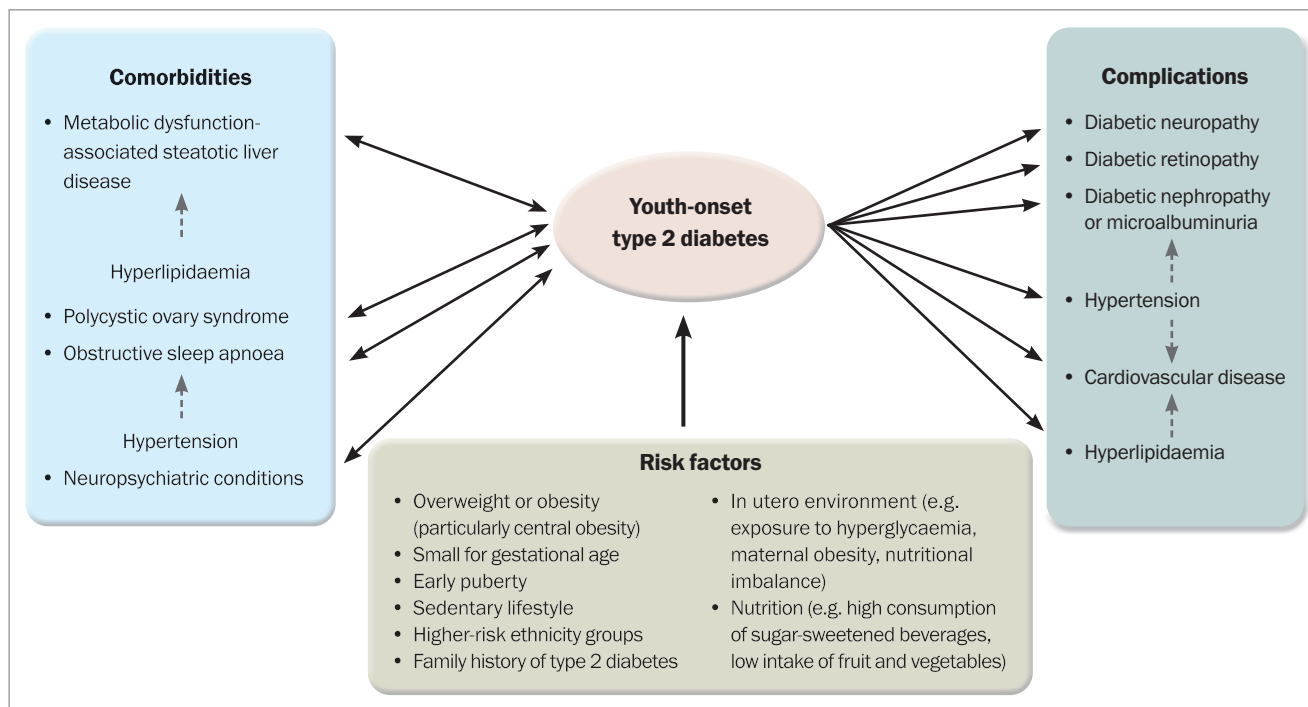 Comorbidities
• Metabolic dysfunction-
associated steatotic liver
disease
Hyperlipidaemia
• Polycystic ovary syndrome
• Obstructive sleep apnoea
Hypertension
• Neuropsychiatric conditions
Youth-onset
type 2 diabetes
Complications
• Diabetic neuropathy
• Diabetic retinopathy
• Diabetic nephropathy
or microalbuminuria
• Hypertension
• Cardiovascular disease
• Hyperlipidaemia
Risk factors
• Overweight or obesity
(particularly central obesity)
• Small for gestational age
• Early puberty
• Sedentary lifestyle
• Higher-risk ethnicity groups
• Family history of type 2 diabetes
• In utero environment (e.g.
exposure to hyperglycaemia,
maternal obesity, nutritional
imbalance)
• Nutrition (e.g. high consumption
of sugar-sweetened beverages,
low intake of fruit and vegetables)